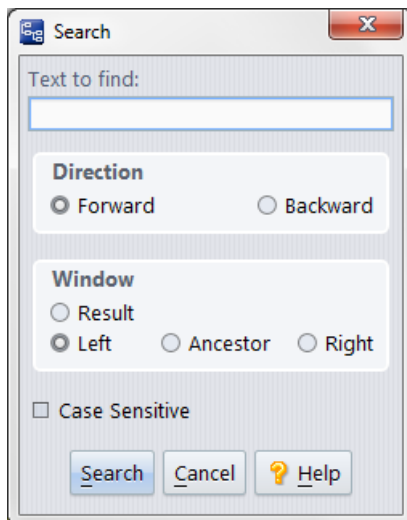 Search
Text to find:
Direction
Forward Backward
Window
Result
Left Ancestor Right
Case Sensitive
Search Cancel Help